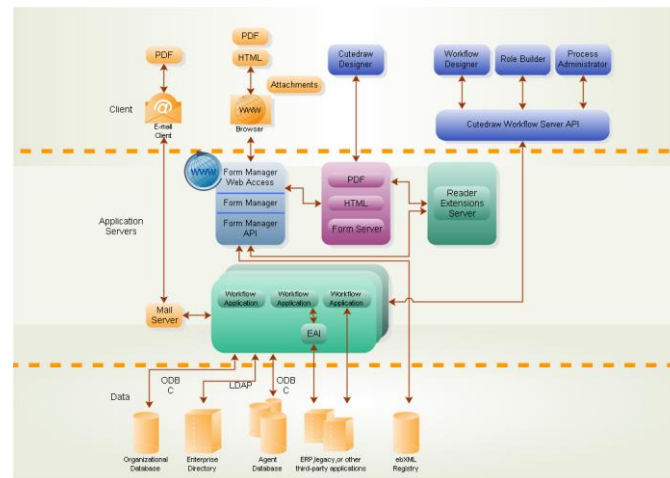 PDF
PDF
HTML
Attachments
Cutedraw
Designer
Workflow
Designer
Role Builder
Process
Administrator
Client
@
E-mail
Client
WWW
Browser
Cutedraw Workflow Server API
WWW
Form Manager
Web Access
Form Manager
Form Manager
API
PDF
HTML
Form Server
Reader
Extensions
Server
Application
Servers
Workflow
Application
Workflow
Application
Workflow
Application
EAI
Mail
Server
Data
ODB
C
LDAP
ODB
C
Organizational
Database
Enterprise
Directory
Agent
Database
ERP,legacy,or other
third-party applications
ebXML
Registry